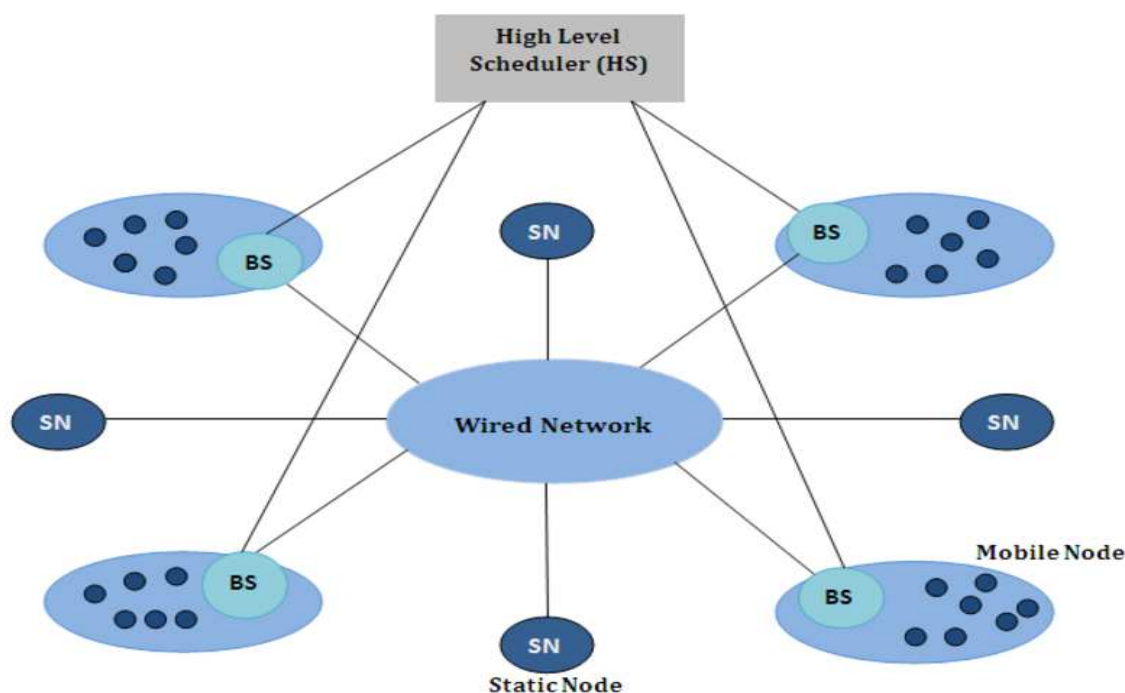 High Level
Scheduler (HS)
SN
BS
BS
Wired Network
SN
SN
Mobile Node
BS
BS
SN
Static Node